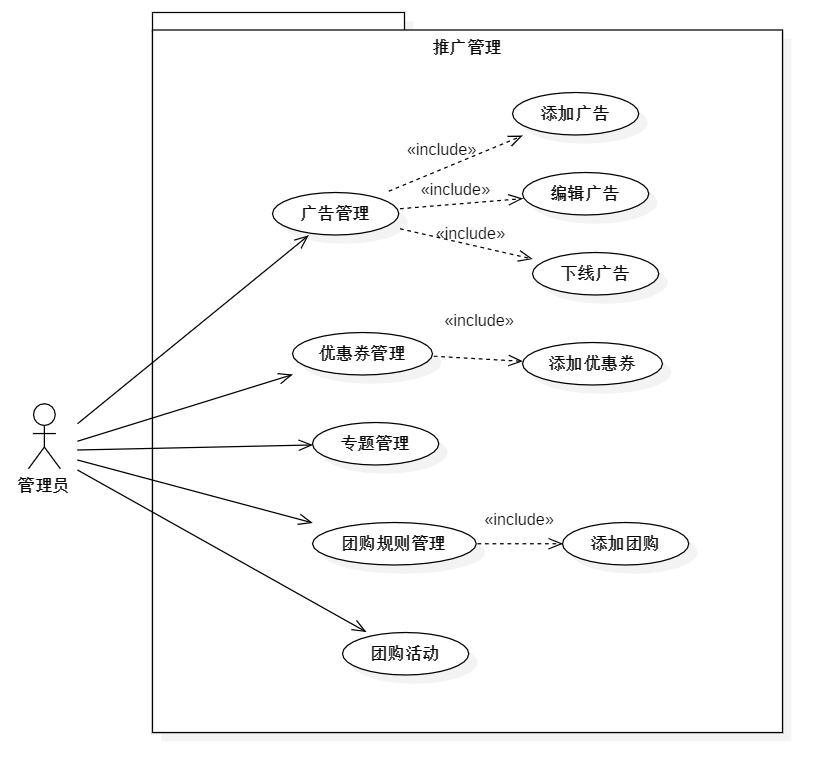 推广管理
添加广告
«include»
«include»
编辑广告
广告管理
«include»
下线广告
«include»
优惠券管理
添加优惠券
专题管理
管理员
«include»
团购规则管理
添加团购
团购活动